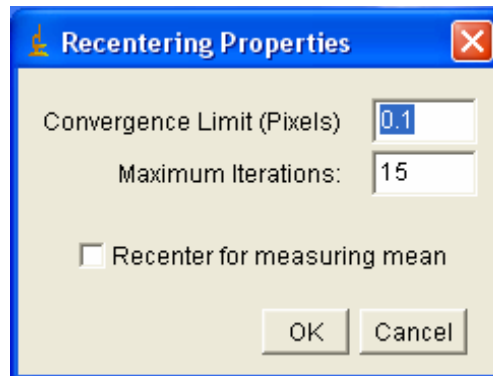 Recentering Properties
Convergence Limit (Pixels) 0.1
Maximum Iterations: 15
Recenter for measuring mean
OK Cancel